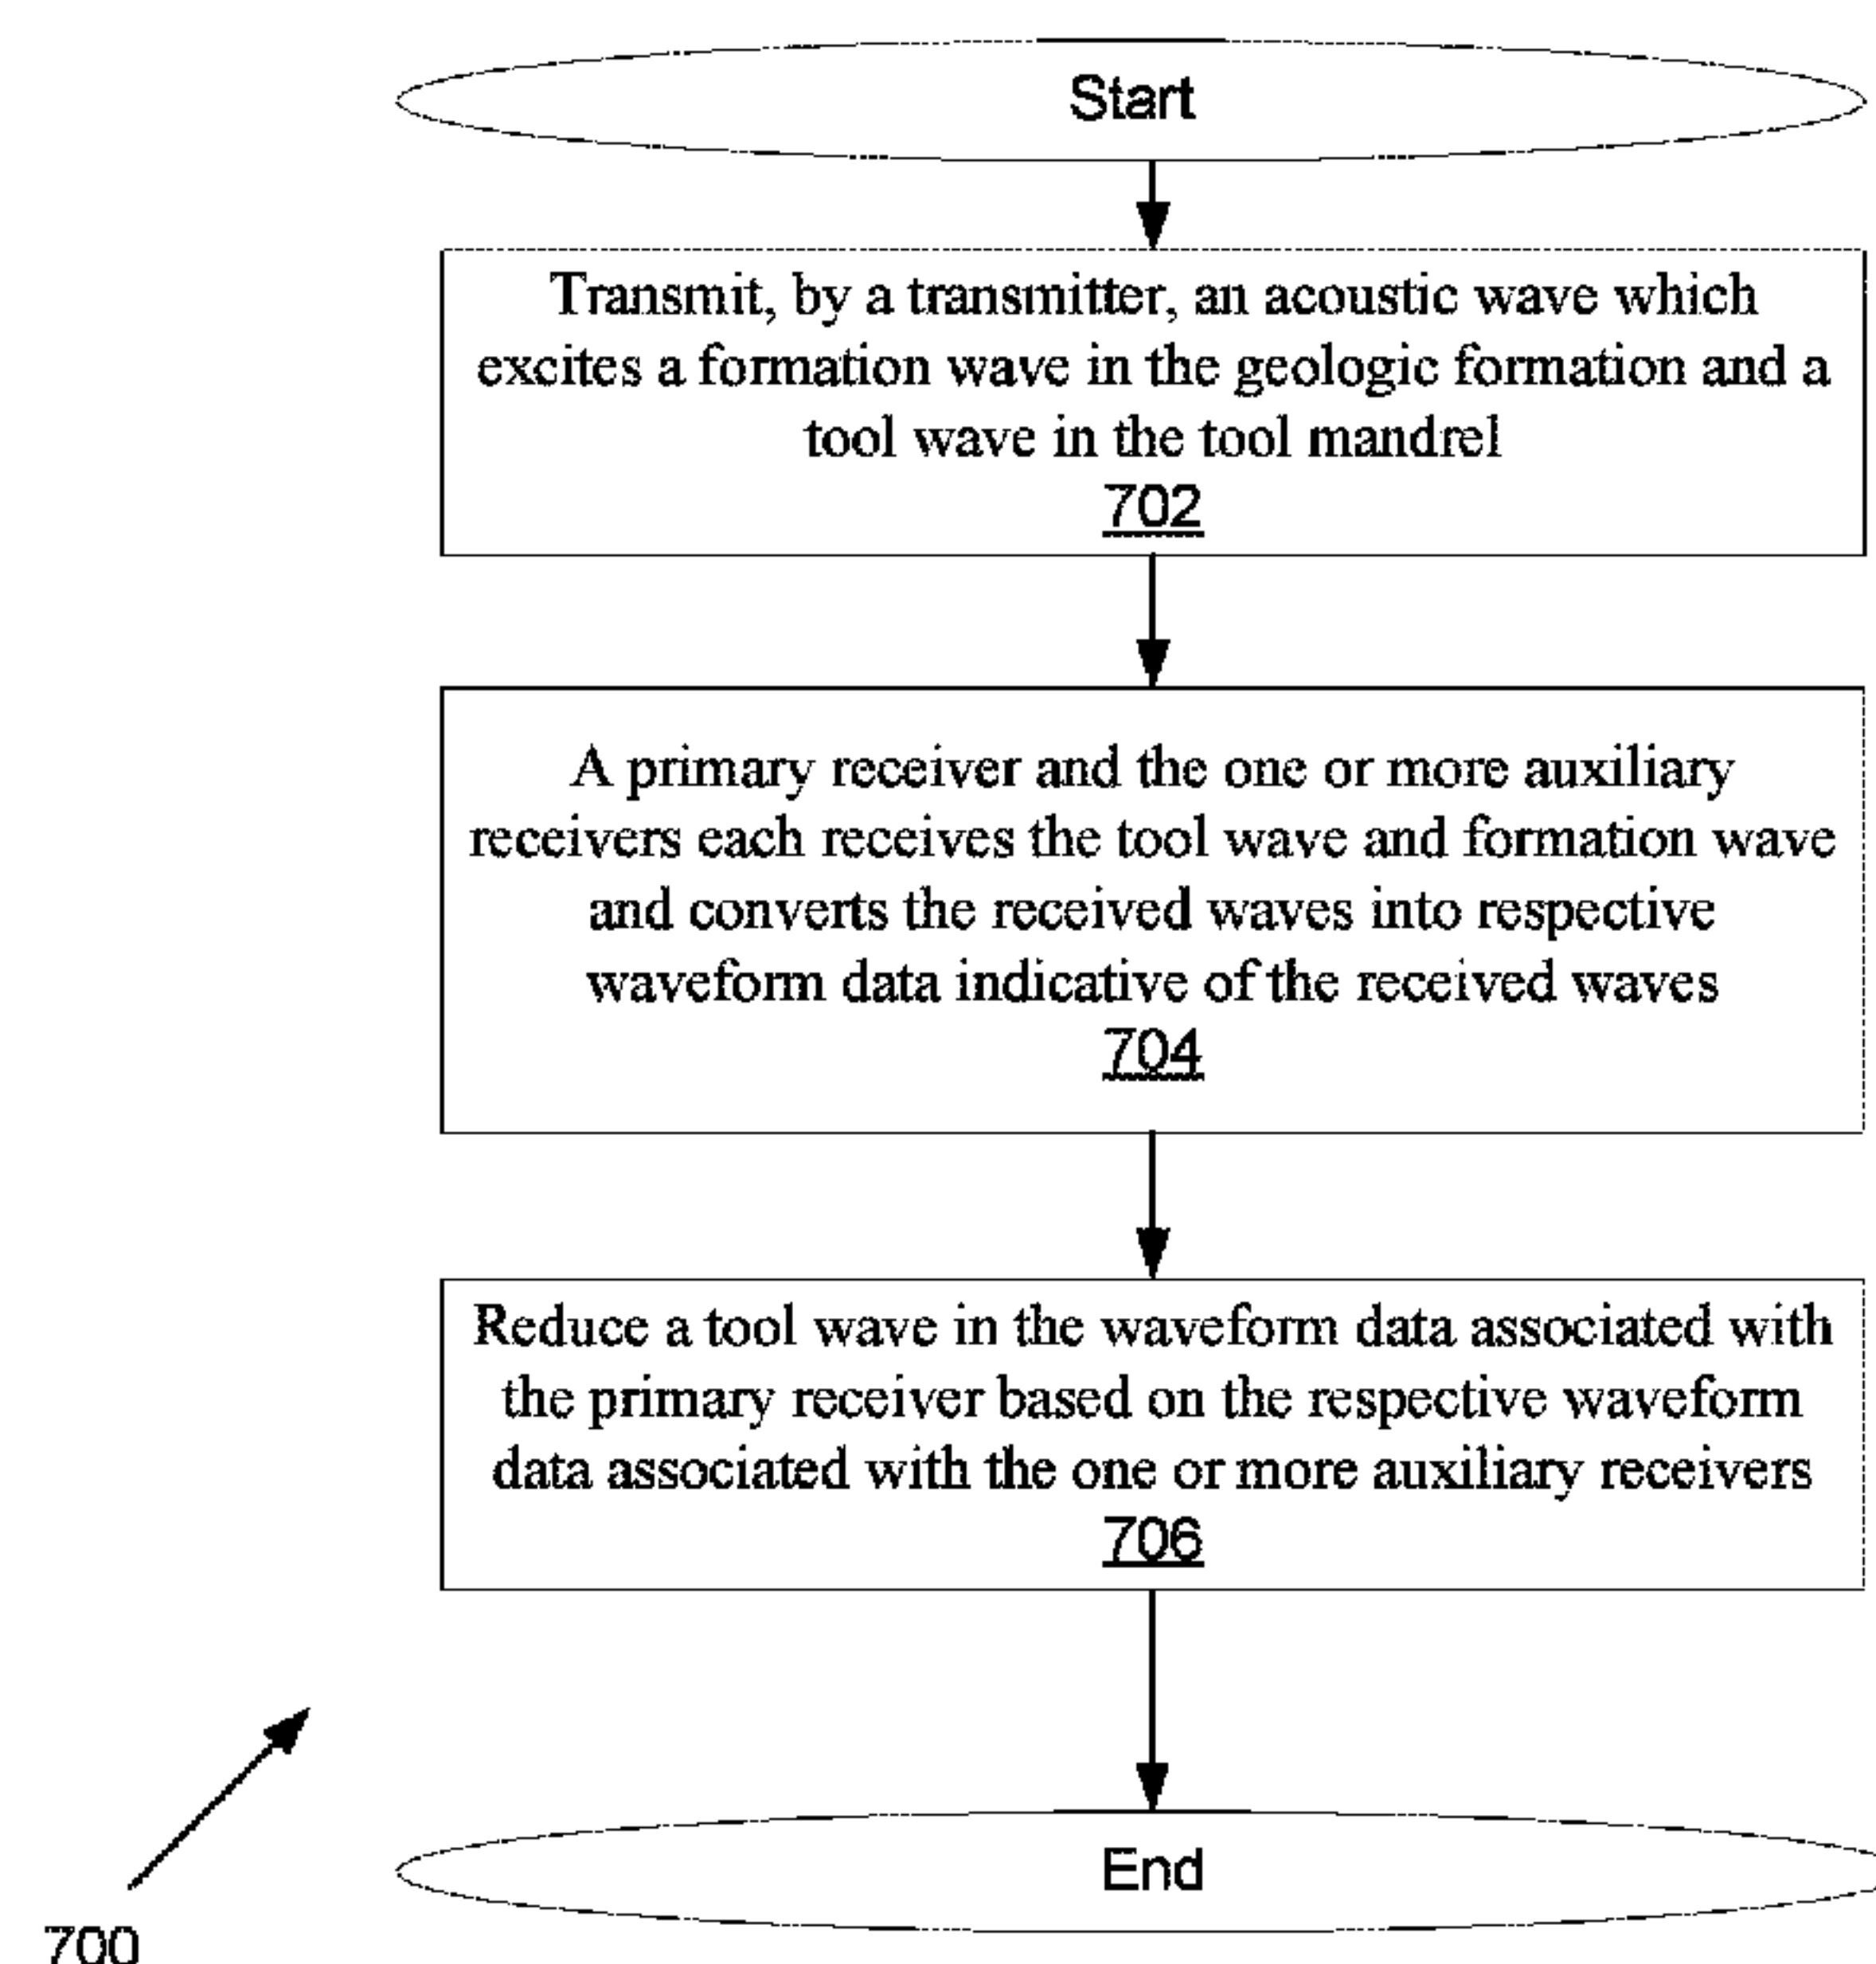 Start
Transmit, by a transmitter, an acoustic wave which
excites a formation wave in the geologic formation and a
tool wave in the tool mandrel
702
A primary receiver and the one or more auxiliary
receivers each receives the tool wave and formation wave
and converts the received waves into respective
waveform data indicative of the received waves
704
Reduce a tool wave in the waveform data associated with
the primary receiver based on the respective waveform
data associated with the one or more auxiliary receivers
706
End
700